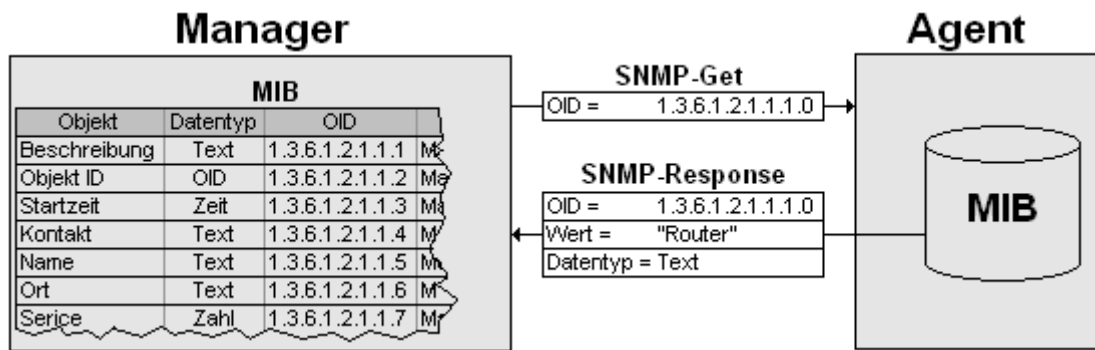 Manager
Agent
MIB
Objekt Datentyp OID
Beschreibung Text 1.3.6.1.2.1.1.1
Objekt ID OID 1.3.6.1.2.1.1.2 Ma
Startzeit Zeit 1.3.6.1.2.1.1.3 Ma
Kontakt Text 1.3.6.1.2.1.1.4 M
Name Text 1.3.6.1.2.1.1.5
Ort Text 1.3.6.1.2.1.1.6 M
Serice Zahl 1.3.6.1.2.1.1.7
SNMP-Get
OID = 1.3.6.1.2.1.1.1.0
SNMP-Response
OID = 1.3.6.1.2.1.1.1.0
Wert = "Router"
Datentyp = Text
MIB